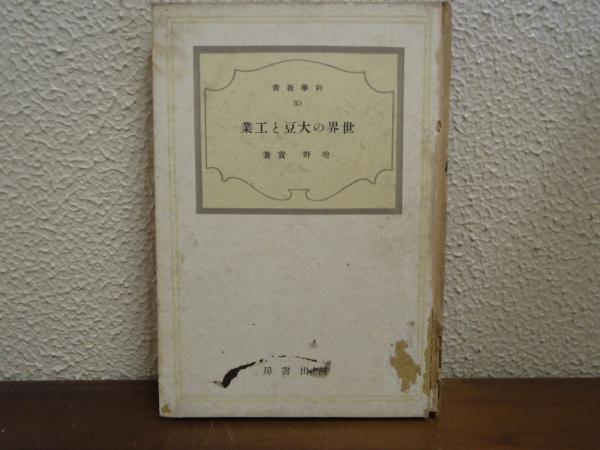 科學新書
30
世界の大豆と工業
増野 實著
河出書房